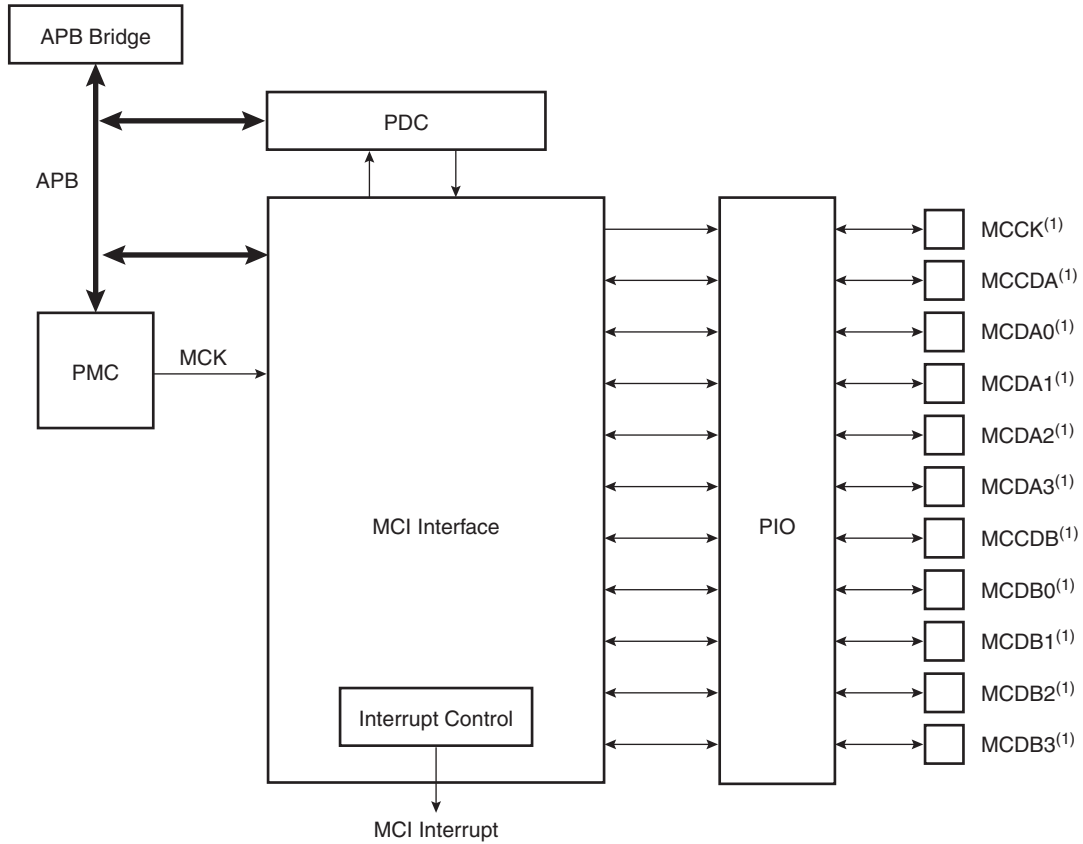 APB Bridge
PDC
APB
MCCK(1)
MCCDA(1)
MCDA0(1)
PMC
MCK
MCDA1(1)
MCDA2(1)
MCDA3(1)
MCI Interface
PIO
MCCDB(1)
MCDB0(1)
MCDB1(1)
MCDB2(1)
Interrupt Control
MCDB3(1)
MCI Interrupt